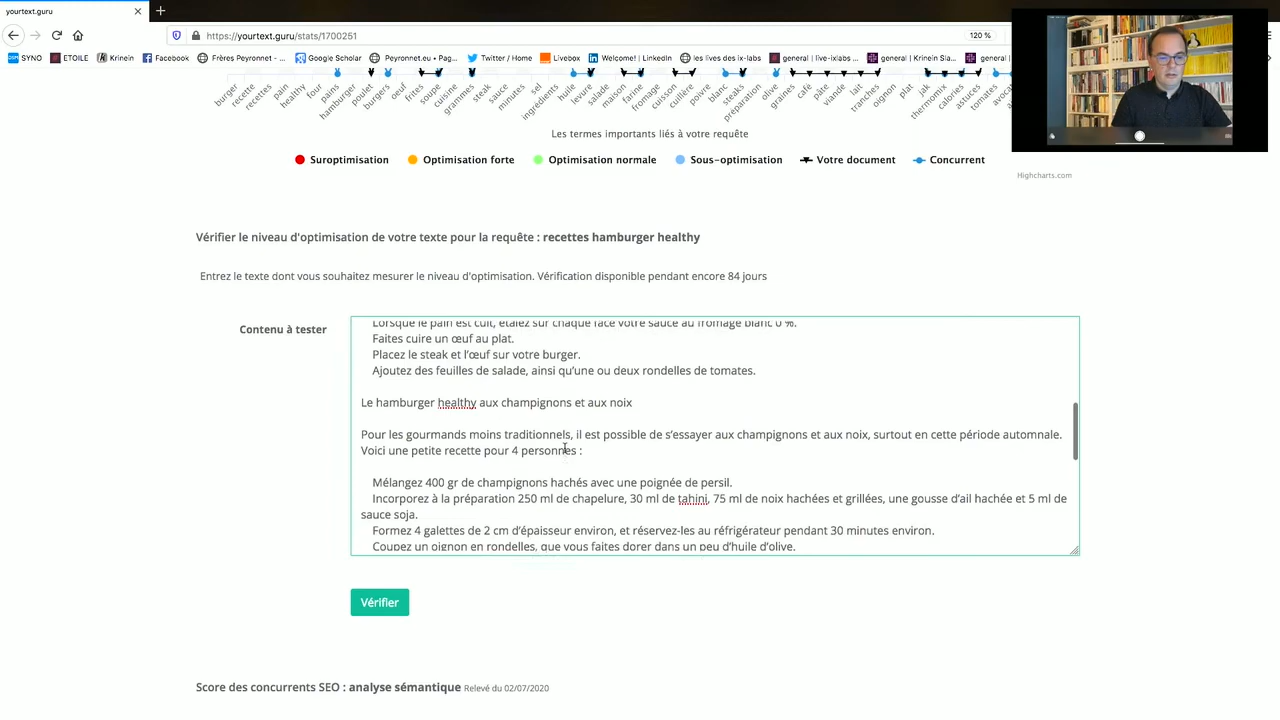 yourtext.guru
https://yourtext.guru/stats/1700251
120 %
SYNO
ETOILE
Krinein
Facebook
Frères Peyronnet - ...
Google Scholar
Peyronnet.eu • Pag...
Twitter / Home
Livebox
Welcome! | LinkedIn
les lives des ix-labs
general | live-ixlabs ...
general | Krinein Sla...
general |
burger
recette
recettes
pain
healthy
four
pains
hamburger
poulet
burgers
oeuf
frites
soupe
cuisine
grammes
steak
sauce
minutes
sel
ingrédients
huile
levure
salade
maison
farine
fromage
cuisson
cuillère
poivre
blanc
steaks
préparation
olive
graines
cake
pâte
viande
lait
tranches
oignon
plat
jak
thermomix
calories
astuces
tomates
Les termes importants liés à votre requête
Suroptimisation
Optimisation forte
Optimisation normale
Sous-optimisation
Votre document
Concurrent
Highcharts.com
Vérifier le niveau d'optimisation de votre texte pour la requête : recettes hamburger healthy
Entrez le texte dont vous souhaitez mesurer le niveau d'optimisation. Vérification disponible pendant encore 84 jours
Contenu à tester
Lorsque le pain est cuit, étalez sur chaque face votre sauce au fromage blanc 0 %.
Faites cuire un œuf au plat.
Placez le steak et l'œuf sur votre burger.
Ajoutez des feuilles de salade, ainsi qu'une ou deux rondelles de tomates.
Le hamburger healthy aux champignons et aux noix
Pour les gourmands moins traditionnels, il est possible de s'essayer aux champignons et aux noix, surtout en cette période automnale.
Voici une petite recette pour 4 personnes :
Mélangez 400 gr de champignons hachés avec une poignée de persil.
Incorporez à la préparation 250 ml de chapelure, 30 ml de tahini, 75 ml de noix hachées et grillées, une gousse d'ail hachée et 5 ml de
sauce soja.
Formez 4 galettes de 2 cm d'épaisseur environ, et réservez-les au réfrigérateur pendant 30 minutes environ.
Coupez un oignon en rondelles, que vous faites dorer dans un peu d'huile d'olive.
Vérifier
Score des concurrents SEO : analyse sémantique Relevé du 02/07/2020